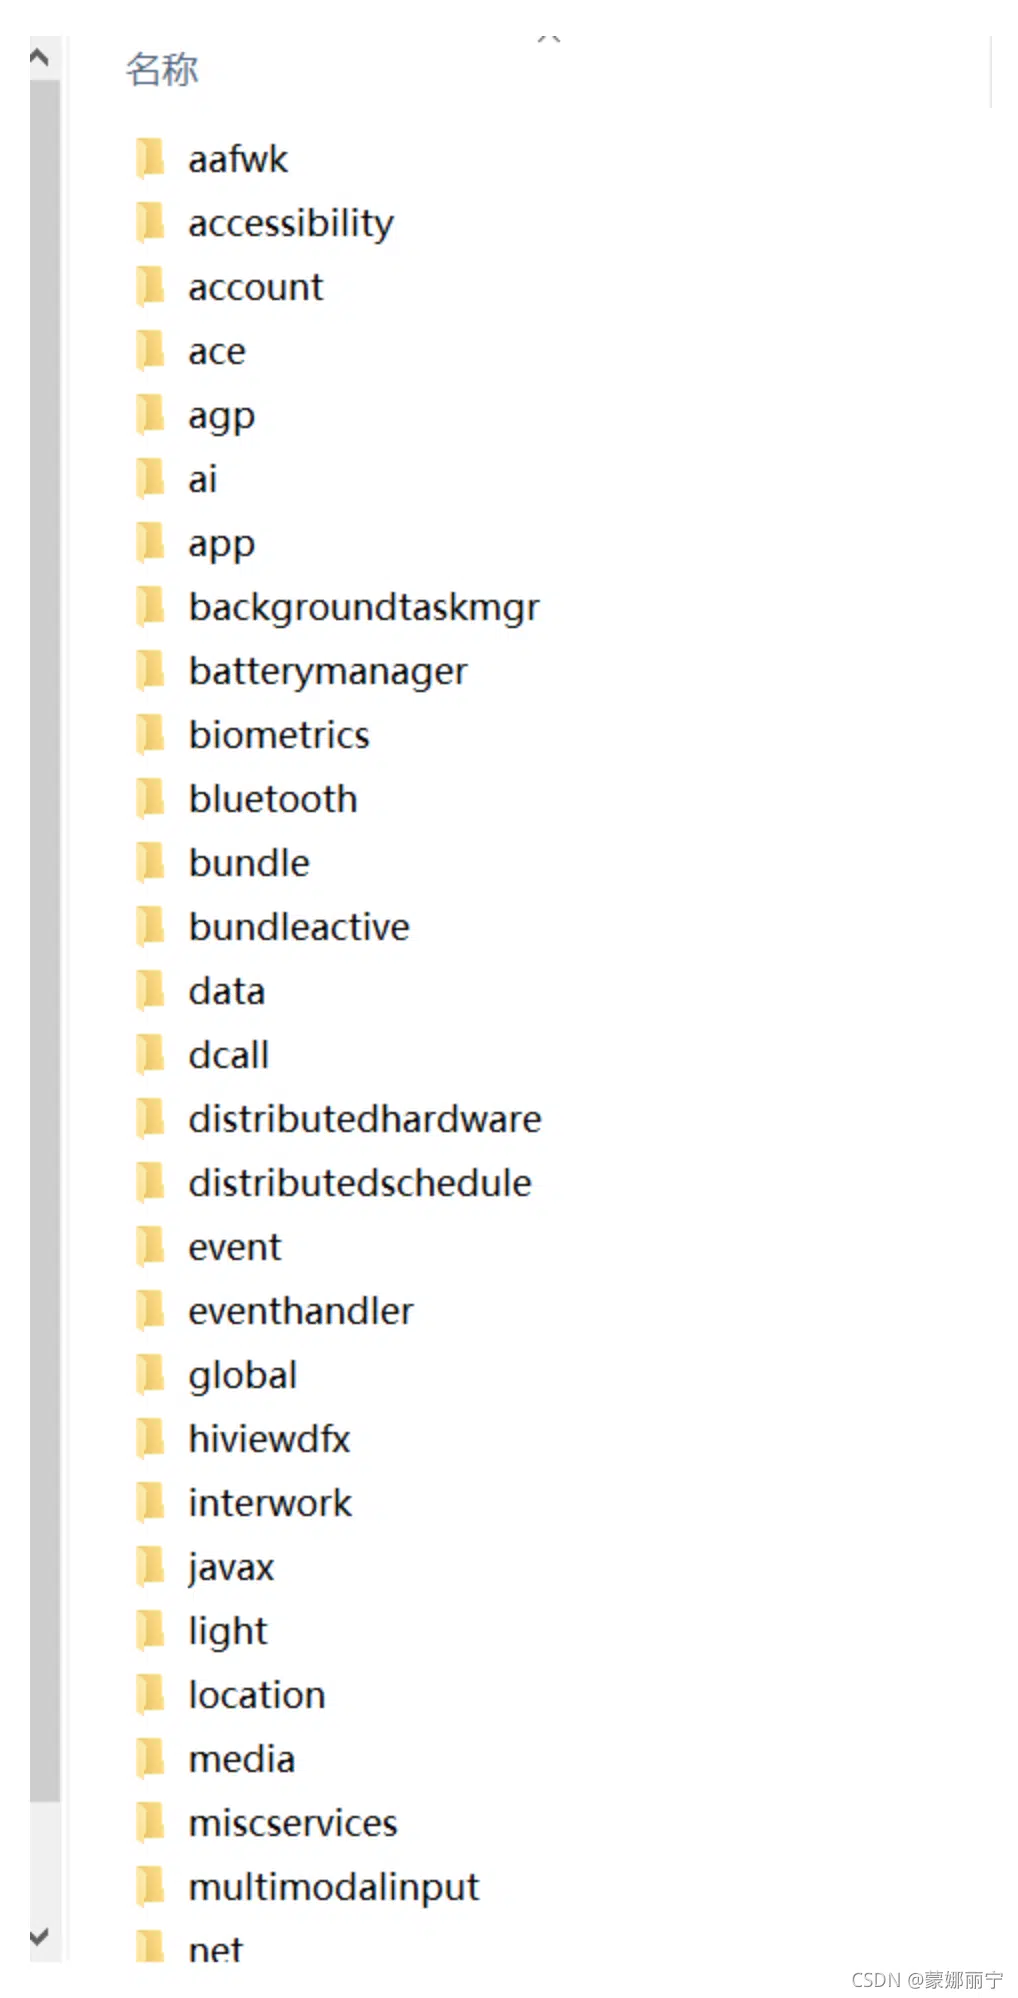 名称
aafwk
accessibility
account
ace
agp
ai
app
backgroundtaskmgr
batterymanager
biometrics
bluetooth
bundle
bundleactive
data
dcall
distributedhardware
distributedschedule
event
eventhandler
global
hiviewdfx
interwork
javax
light
location
media
miscservices
multimodalinput
net
CSDN @蒙娜丽宁